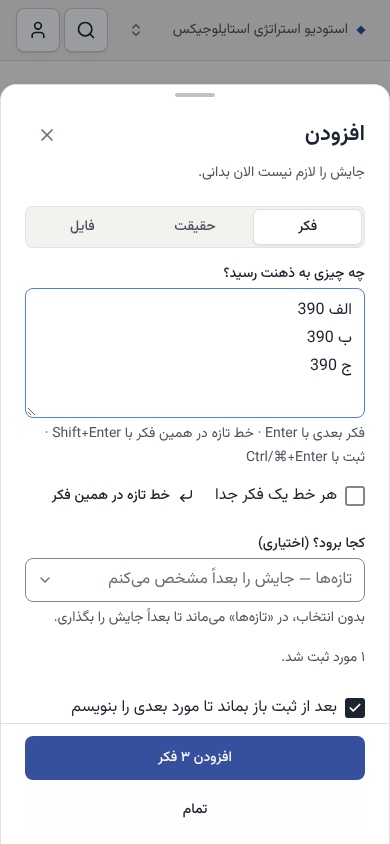 استودیو استراتژی استایلوجیکس
افزودن
جایش را لازم نیست الان بدانی.
فکر
حقیقت
فایل
چه چیزی به ذهنت رسید؟
الف 390
ب 390
ج 390
فکر بعدی با Enter · خط تازه در همین فکر با Shift+Enter ·
ثبت با Ctrl/⌘+Enter
هر خط یک فکر جدا
خط تازه در همین فکر
کجا برود؟ (اختیاری)
تازه‌ها — جایش را بعداً مشخص می‌کنم
بدون انتخاب، در «تازه‌ها» می‌ماند تا بعداً جایش را بگذاری.
۱ مورد ثبت شد.
بعد از ثبت باز بماند تا مورد بعدی را بنویسم
افزودن ۳ فکر
تمام